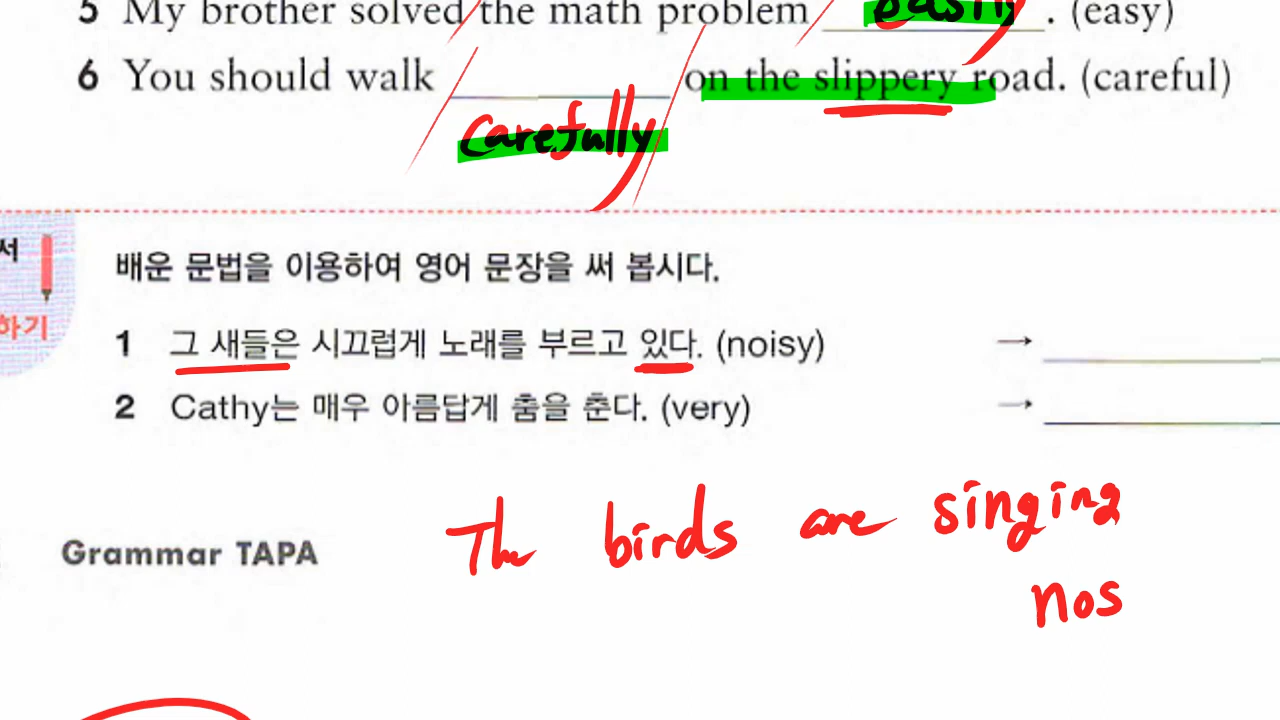 5 My brother solved the math problem easily . (easy)
6 You should walk carefully on the slippery road. (careful)
서
하기
배운 문법을 이용하여 영어 문장을 써 봅시다.
1 그 새들은 시끄럽게 노래를 부르고 있다. (noisy) →
2 Cathy는 매우 아름답게 춤을 춘다. (very) →
The birds are singing
nos
Grammar TAPA